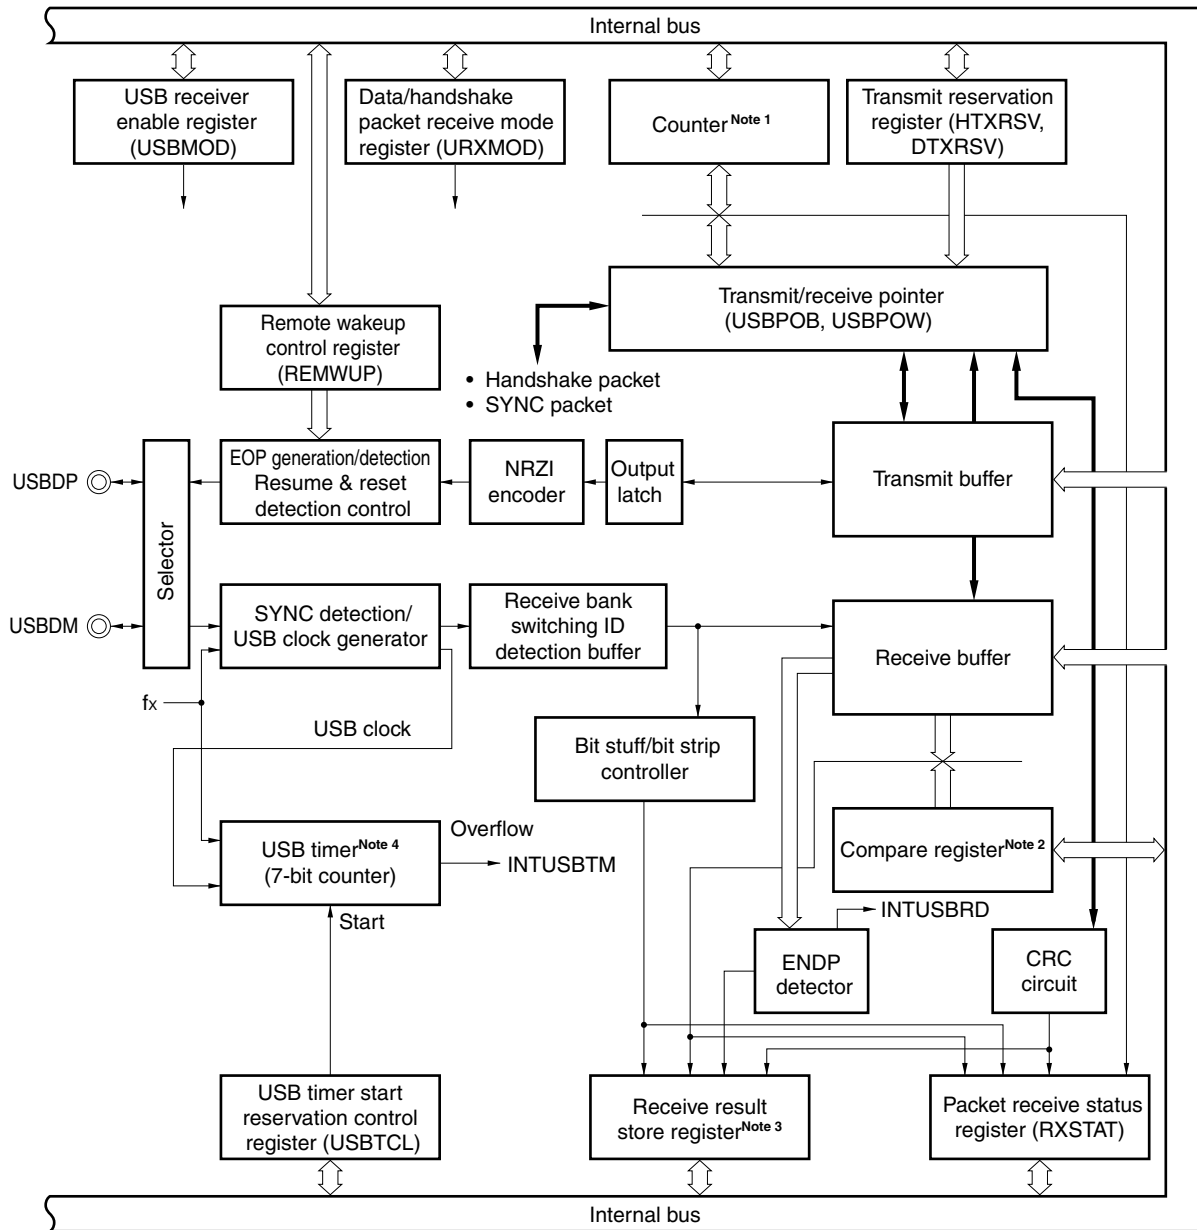 Internal bus
USB receiver
enable register
(USBMOD)
Data/handshake
packet receive mode
register (URXMOD)
Counter Note 1
Transmit reservation
register (HTXRSV,
DTXRSV)
Remote wakeup
control register
(REMWUP)
Transmit/receive pointer
(USBPOB, USBPOW)
• Handshake packet
• SYNC packet
USBDP
Selector
EOP generation/detection
Resume & reset
detection control
NRZI
encoder
Output
latch
Transmit buffer
USBDM
SYNC detection/
USB clock generator
Receive bank
switching ID
detection buffer
Receive buffer
fX
USB clock
Bit stuff/bit strip
controller
USB timer Note 4
(7-bit counter)
Overflow
INTUSBTM
Compare register Note 2
Start
INTUSBRD
ENDP
detector
CRC
circuit
USB timer start
reservation control
register (USBTCL)
Receive result
store register Note 3
Packet receive status
register (RXSTAT)
Internal bus